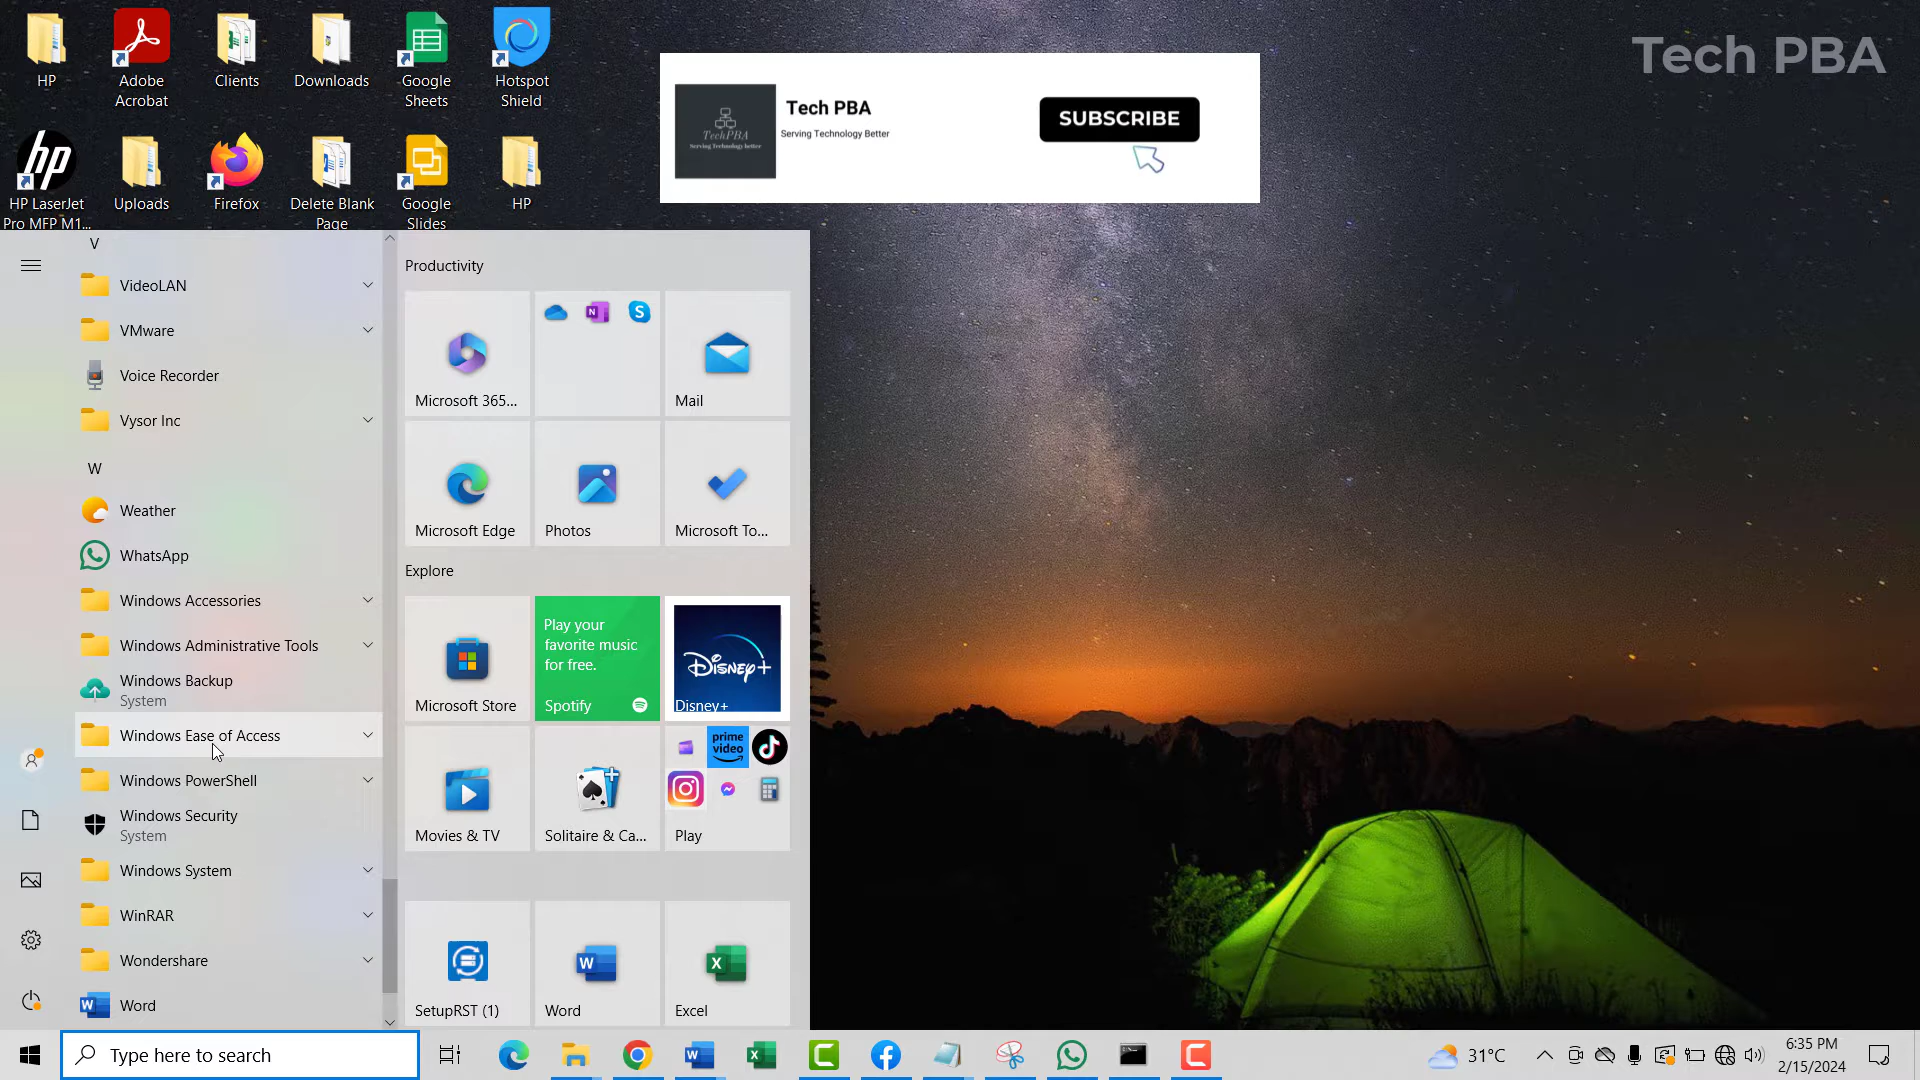 HP
Adobe
Acrobat
Clients
Downloads
Google
Sheets
Hotspot
Shield
HP LaserJet
Pro MFP M1...
Uploads
Firefox
Delete Blank
Page
Google
Slides
HP
Tech PBA
TechPBA
Serving Technology better
Tech PBA
Serving Technology Better
SUBSCRIBE
V
VideoLAN
VMware
Voice Recorder
Vysor Inc
W
Weather
WhatsApp
Windows Accessories
Windows Administrative Tools
Windows Backup
System
Windows Ease of Access
Windows PowerShell
Windows Security
System
Windows System
WinRAR
Wondershare
Word
Productivity
Microsoft 365...
Mail
Microsoft Edge
Photos
Microsoft To...
Explore
Microsoft Store
Play your
favorite music
for free.
Spotify
Disney+
Disney+
Movies & TV
Solitaire & Ca...
prime
video
Play
SetupRST (1)
Word
Excel
Type here to search
31°C
6:35 PM
2/15/2024